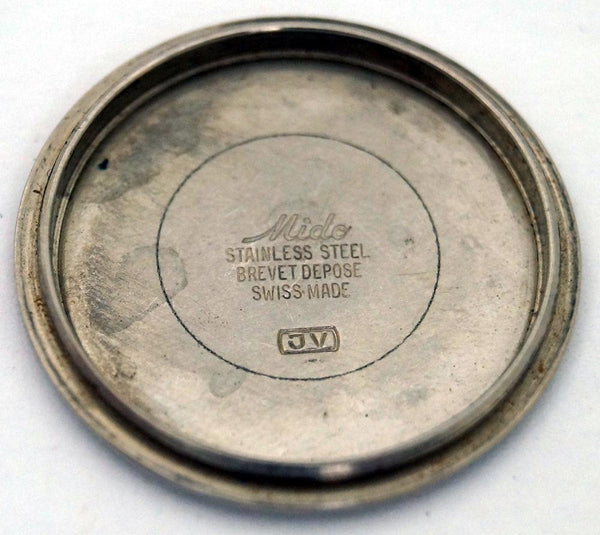 Mido
STAINLESS STEEL
BREVET DEPOSE
SWISS·MADE
JV